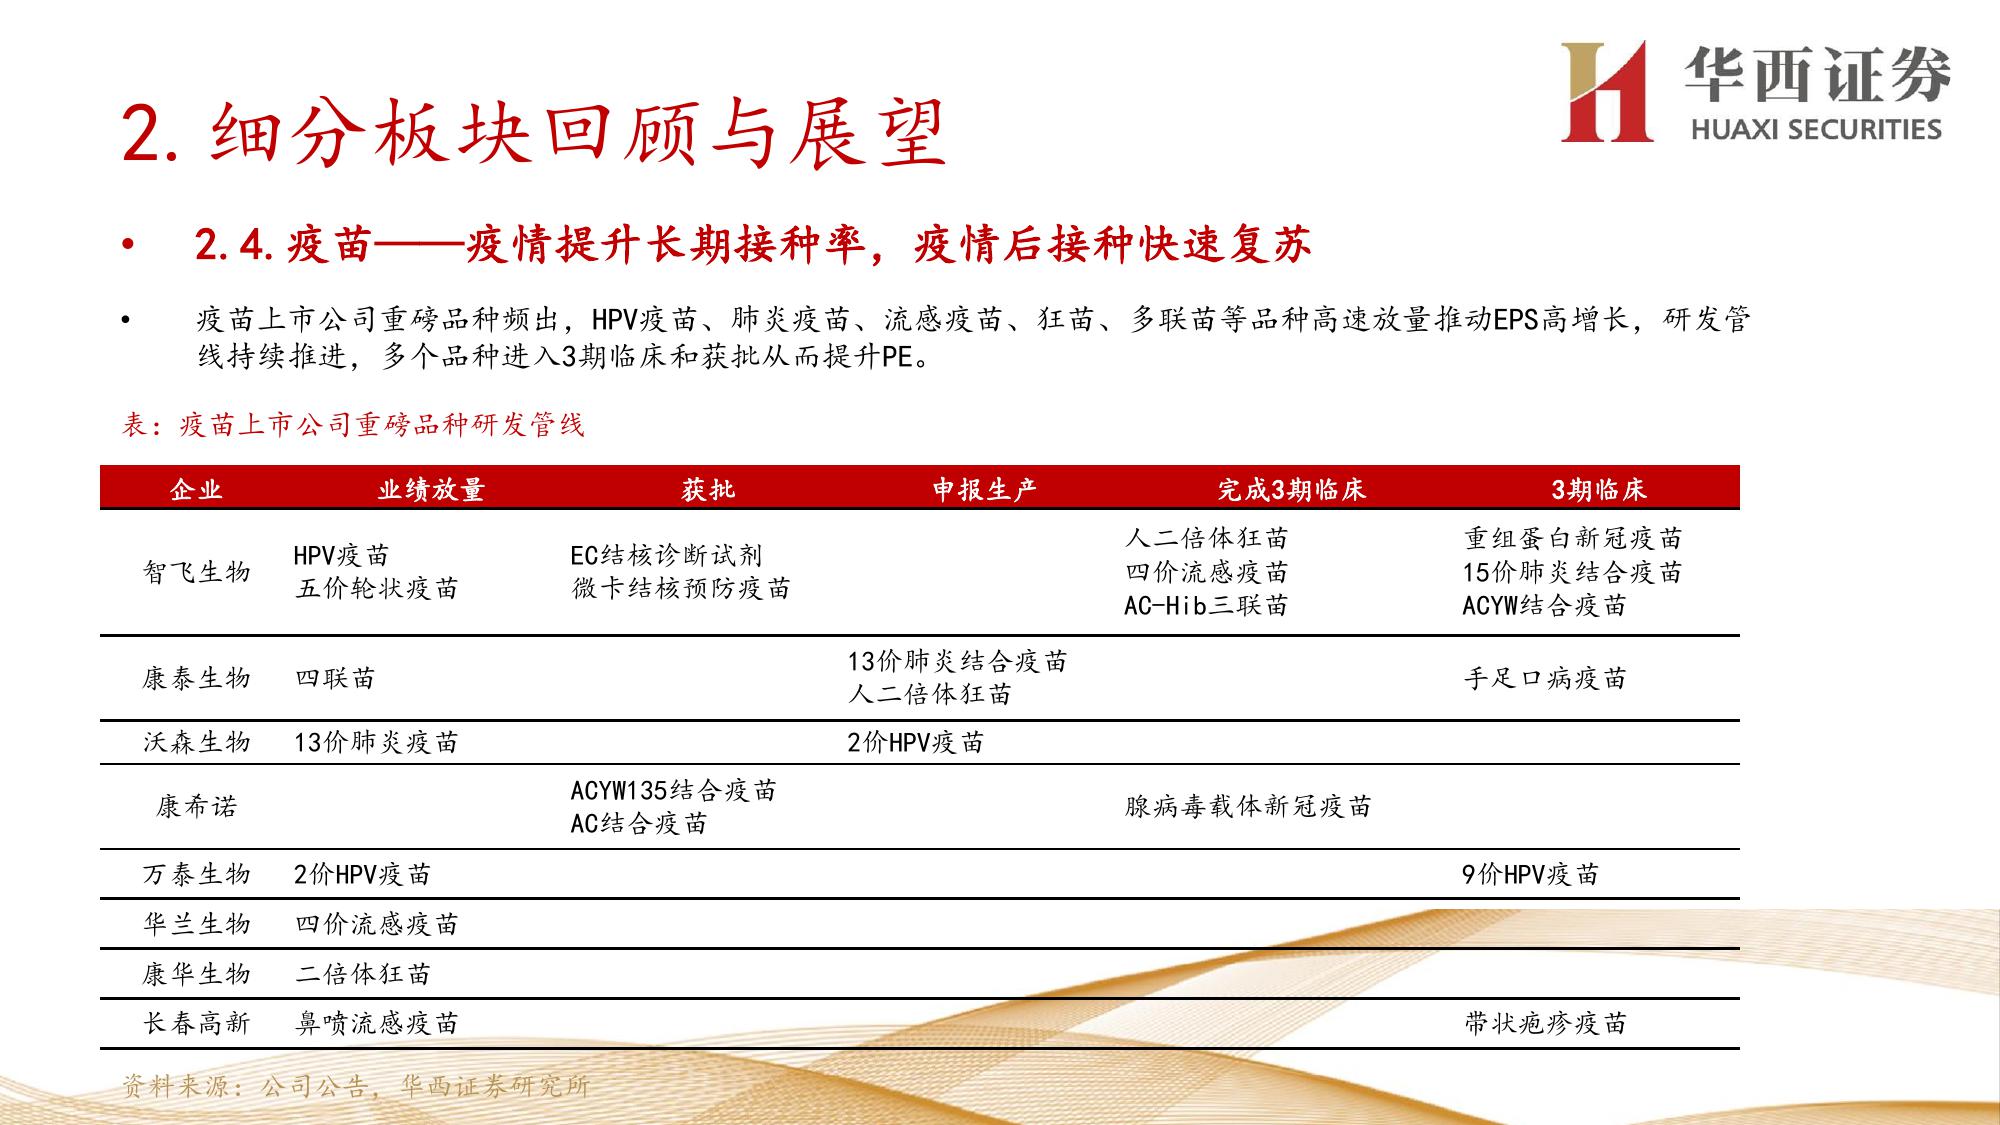 华西证券
HUAXI SECURITIES
2. 细分板块回顾与展望
• 2.4. 疫苗——疫情提升长期接种率，疫情后接种快速复苏
• 疫苗上市公司重磅品种频出，HPV疫苗、肺炎疫苗、流感疫苗、狂苗、多联苗等品种高速放量推动EPS高增长，研发管
线持续推进，多个品种进入3期临床和获批从而提升PE。
表：疫苗上市公司重磅品种研发管线
企业 业绩放量 获批 申报生产 完成3期临床 3期临床
智飞生物
HPV疫苗
五价轮状疫苗
EC结核诊断试剂
微卡结核预防疫苗
人二倍体狂苗
四价流感疫苗
AC-Hib三联苗
重组蛋白新冠疫苗
15价肺炎结合疫苗
ACYW结合疫苗
康泰生物
四联苗
13价肺炎结合疫苗
人二倍体狂苗
手足口病疫苗
沃森生物 13价肺炎疫苗 2价HPV疫苗
康希诺
ACYW135结合疫苗
AC结合疫苗
腺病毒载体新冠疫苗
万泰生物 2价HPV疫苗 9价HPV疫苗
华兰生物 四价流感疫苗
康华生物 二倍体狂苗
长春高新 鼻喷流感疫苗 带状疱疹疫苗
资料来源：公司公告，华西证券研究所